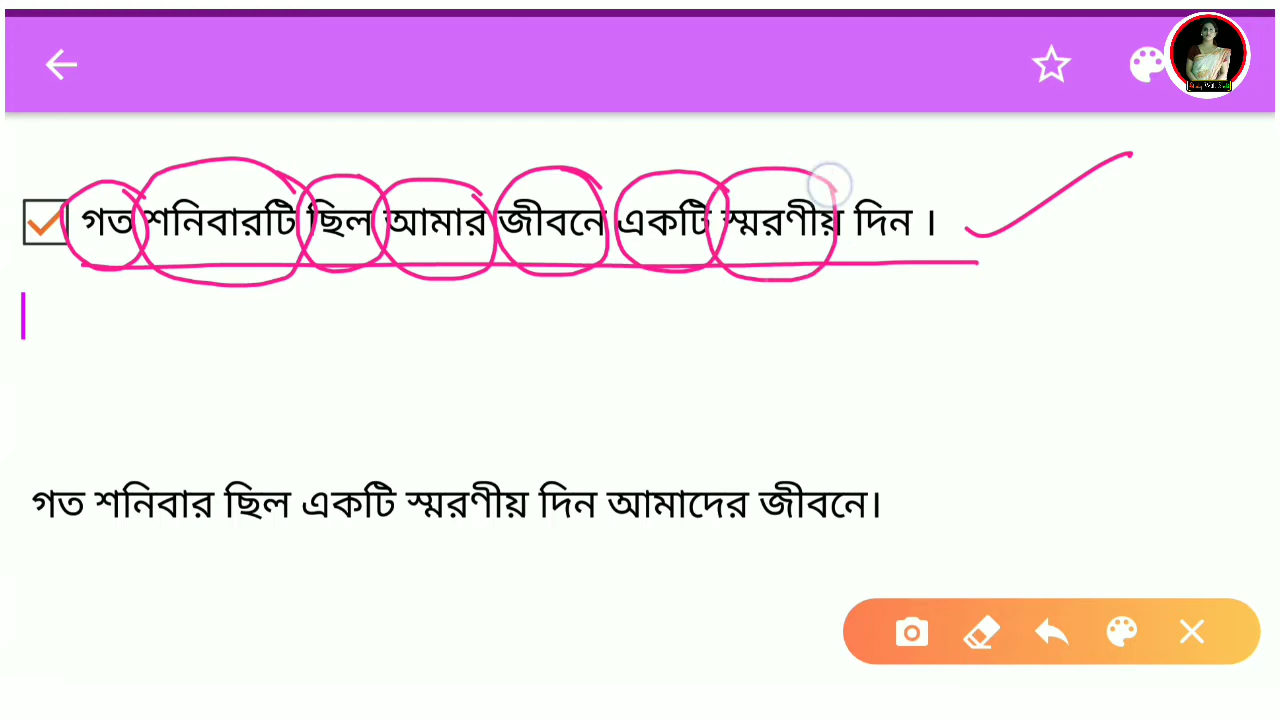 গত শনিবারটি ছিল আমার জীবনে একটি স্মরণীয় দিন ।
গত শনিবার ছিল একটি স্মরণীয় দিন আমাদের জীবনে।